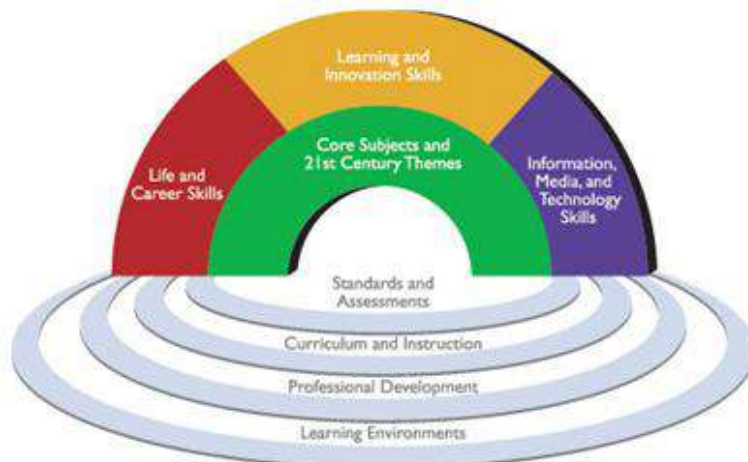 Learning and
Innovation Skills
Core Subjects and
21st Century Themes
Life and
Career Skills
Information,
Media, and
Technology
Skills
Standards and
Assessments
Curriculum and Instruction
Professional Development
Learning Environments